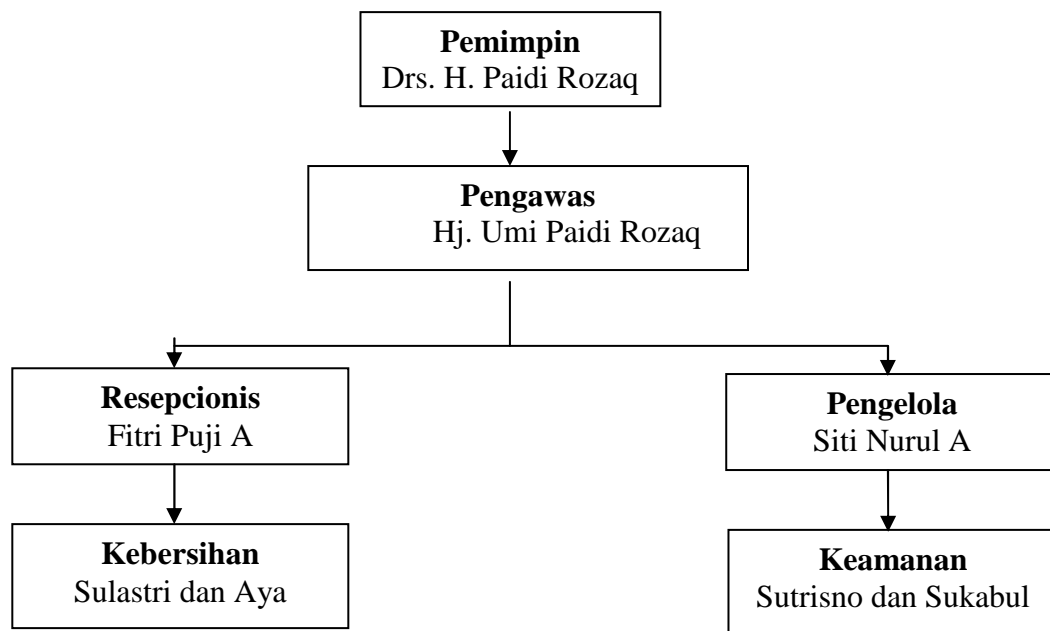 Pemimpin
Drs. H. Paidi Rozaq
Pengawas
Hj. Umi Paidi Rozaq
Resepcionis
Fitri Puji A
Pengelola
Siti Nurul A
Kebersihan
Sulastri dan Aya
Keamanan
Sutrisno dan Sukabul